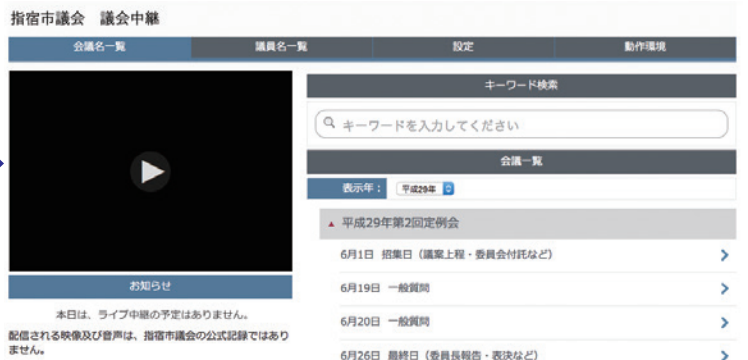 指宿市議会　議会中継
会議名一覧
議員名一覧
設定
動作環境
お知らせ
本日は、ライブ中継の予定はありません。
配信される映像及び音声は、指宿市議会の公式記録ではあり
ません。
キーワード検索
キーワードを入力してください
会議一覧
表示年：
平成29年
平成29年第2回定例会
6月1日 招集日（議案上程・委員会付託など）
6月19日 一般質問
6月20日 一般質問
6月26日 最終日（委員長報告・表決など）